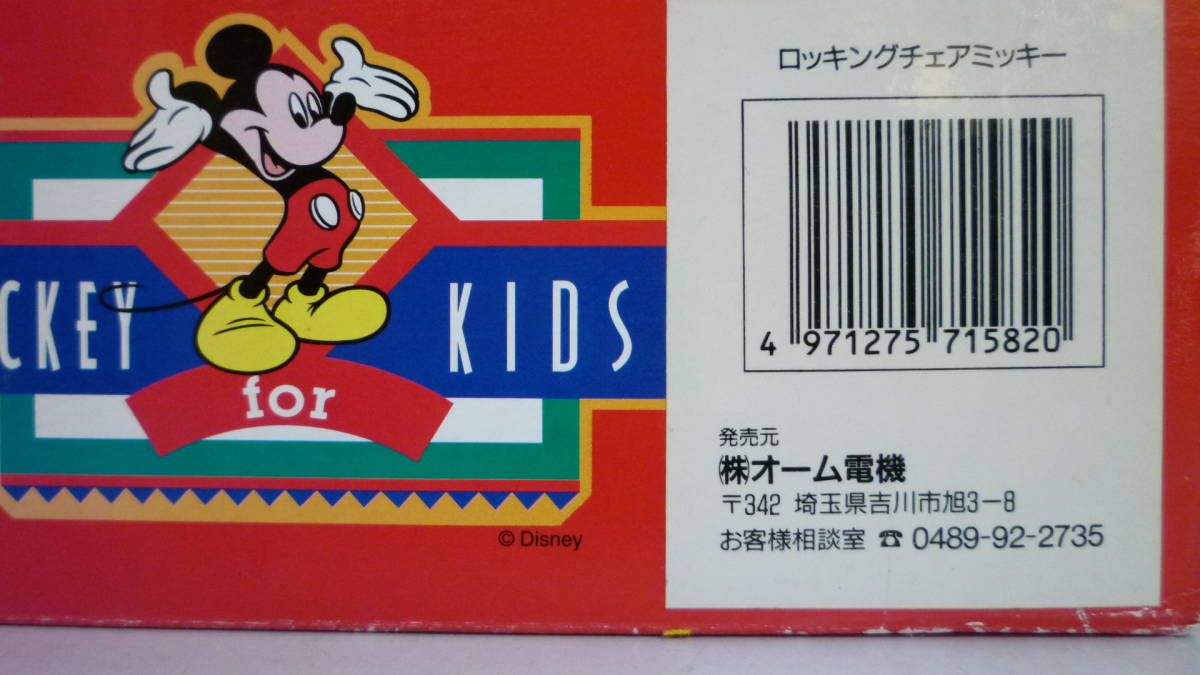 CKEY KIDS
for
© Disney
ロッキングチェアミッキー
4 971275 715820
発売元
㈱オーム電機
〒342 埼玉県吉川市旭3-8
お客様相談室 ☎ 0489-92-2735